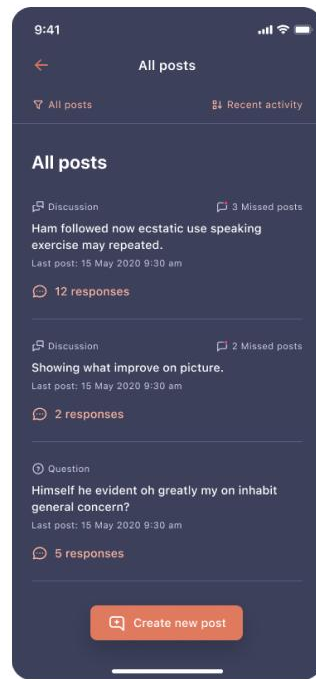 9:41
All posts
All posts
Recent activity
All posts
Discussion
3 Missed posts
Ham followed now ecstatic use speaking
exercise may repeated.
Last post: 15 May 2020 9:30 am
12 responses
Discussion
2 Missed posts
Showing what improve on picture.
Last post: 15 May 2020 9:30 am
2 responses
Question
Himself he evident oh greatly my on inhabit
general concern?
Last post: 15 May 2020 9:30 am
5 responses
Create new post